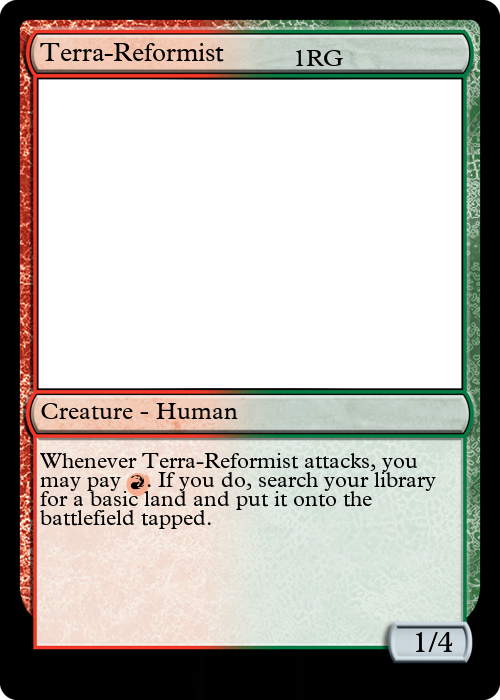 Terra-Reformist 1RG
Creature - Human
Whenever Terra-Reformist attacks, you
may pay . If you do, search your library
for a basic land and put it onto the
battlefield tapped.
1/4